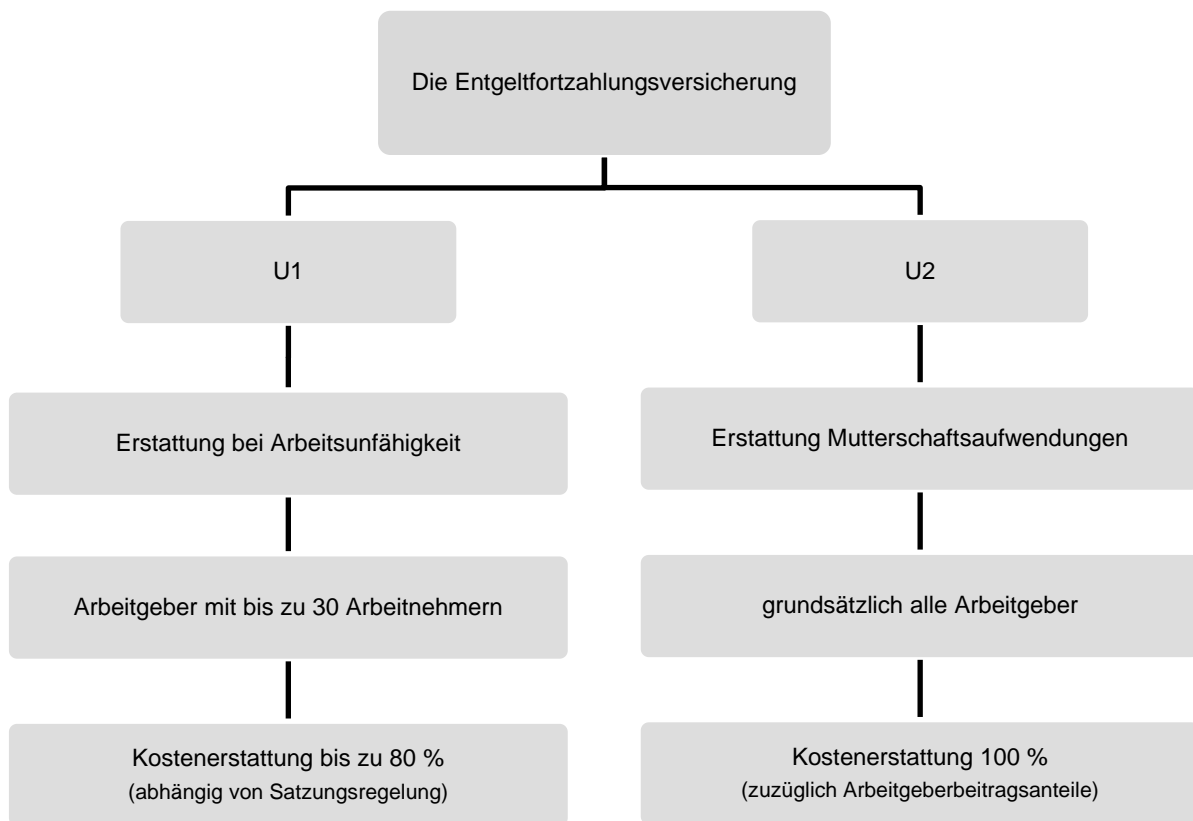 Die Entgeltfortzahlungsversicherung
U1
U2
Erstattung bei Arbeitsunfähigkeit
Erstattung Mutterschaftsaufwendungen
Arbeitgeber mit bis zu 30 Arbeitnehmern
grundsätzlich alle Arbeitgeber
Kostenerstattung bis zu 80 %
(abhängig von Satzungsregelung)
Kostenerstattung 100 %
(zuzüglich Arbeitgeberbeitragsanteile)